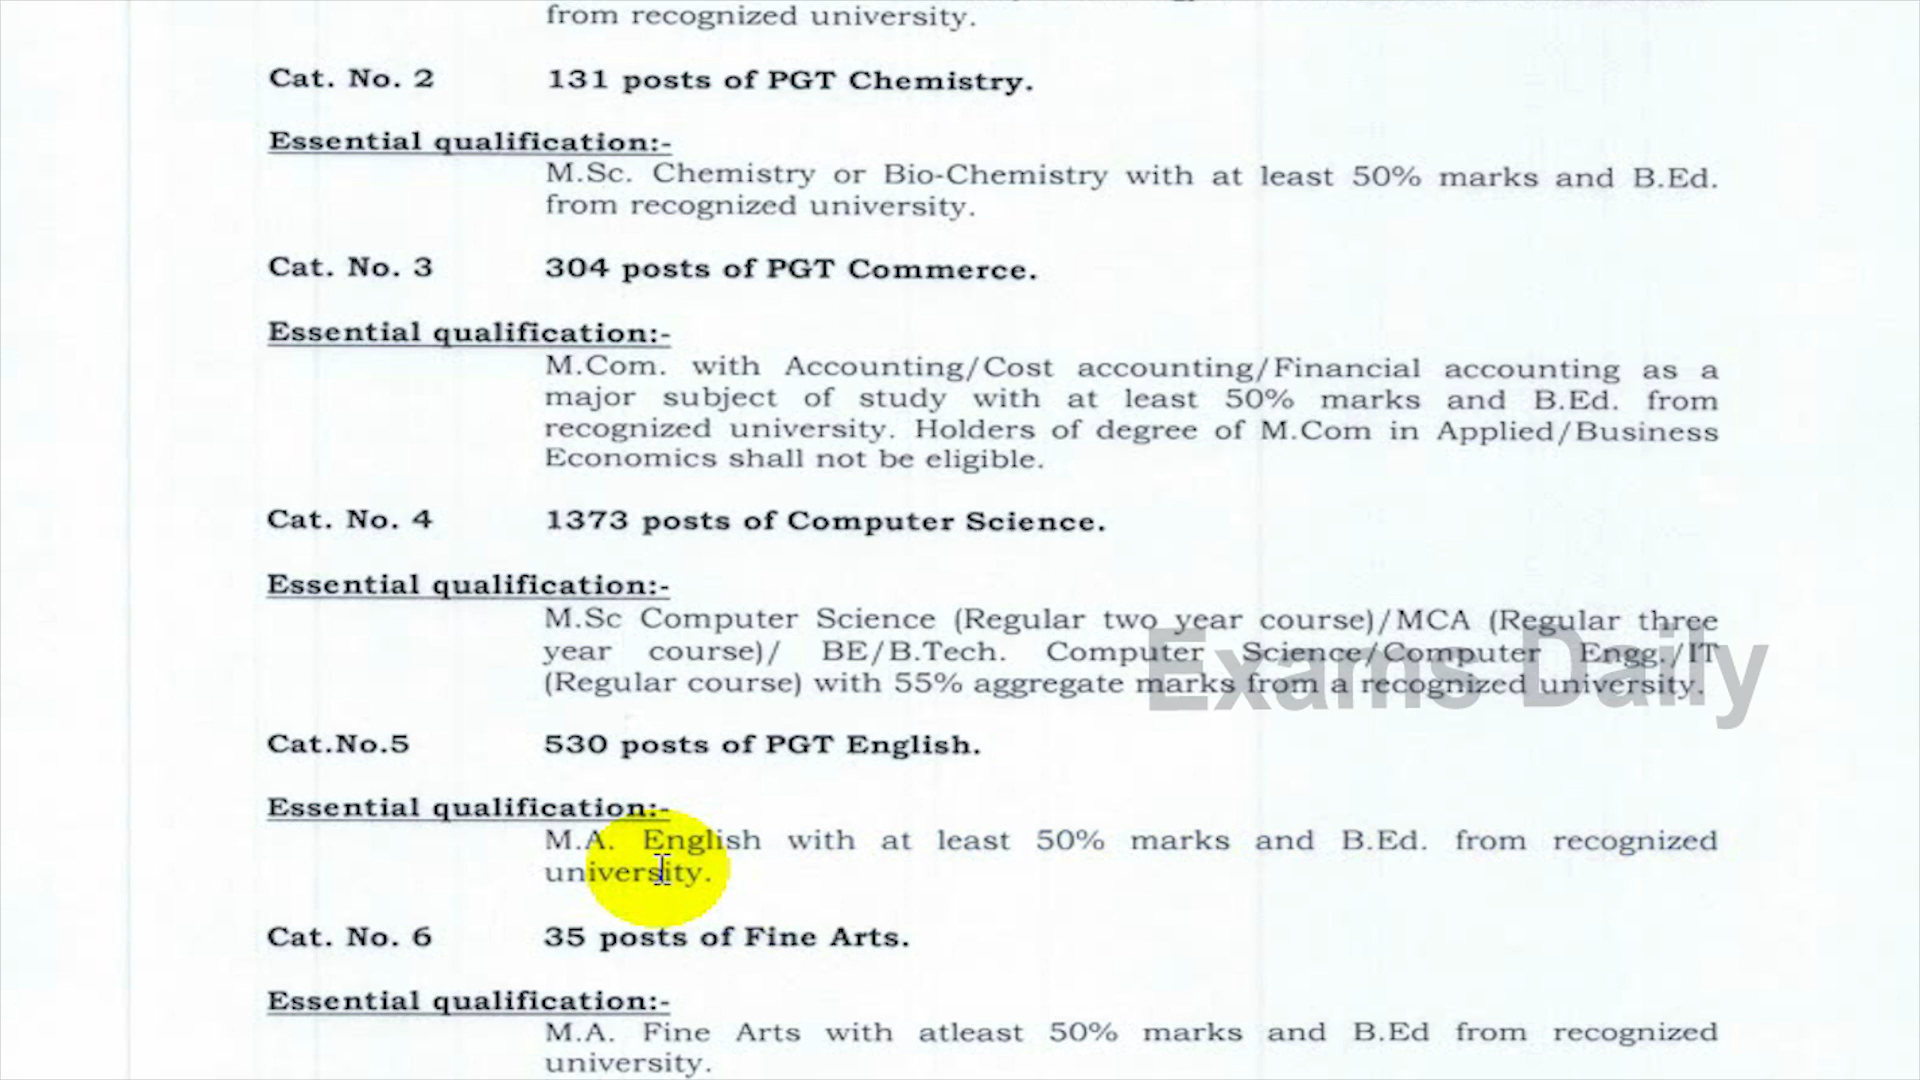 from recognized university.
Cat. No. 2 131 posts of PGT Chemistry.
Essential qualification:-
M.Sc. Chemistry or Bio-Chemistry with at least 50% marks and B.Ed.
from recognized university.
Cat. No. 3 304 posts of PGT Commerce.
Essential qualification:-
M.Com. with Accounting/Cost accounting/Financial accounting as a
major subject of study with at least 50% marks and B.Ed. from
recognized university. Holders of degree of M.Com in Applied/Business
Economics shall not be eligible.
Cat. No. 4 1373 posts of Computer Science.
Essential qualification:-
M.Sc Computer Science (Regular two year course)/MCA (Regular three
year course)/ BE/B.Tech. Computer Science/Computer Engg./IT
(Regular course) with 55% aggregate marks from a recognized university.
Exams Daily
Cat.No.5 530 posts of PGT English.
Essential qualification:-
M.A. English with at least 50% marks and B.Ed. from recognized
university.
Cat. No. 6 35 posts of Fine Arts.
Essential qualification:-
M.A. Fine Arts with atleast 50% marks and B.Ed from recognized
university.